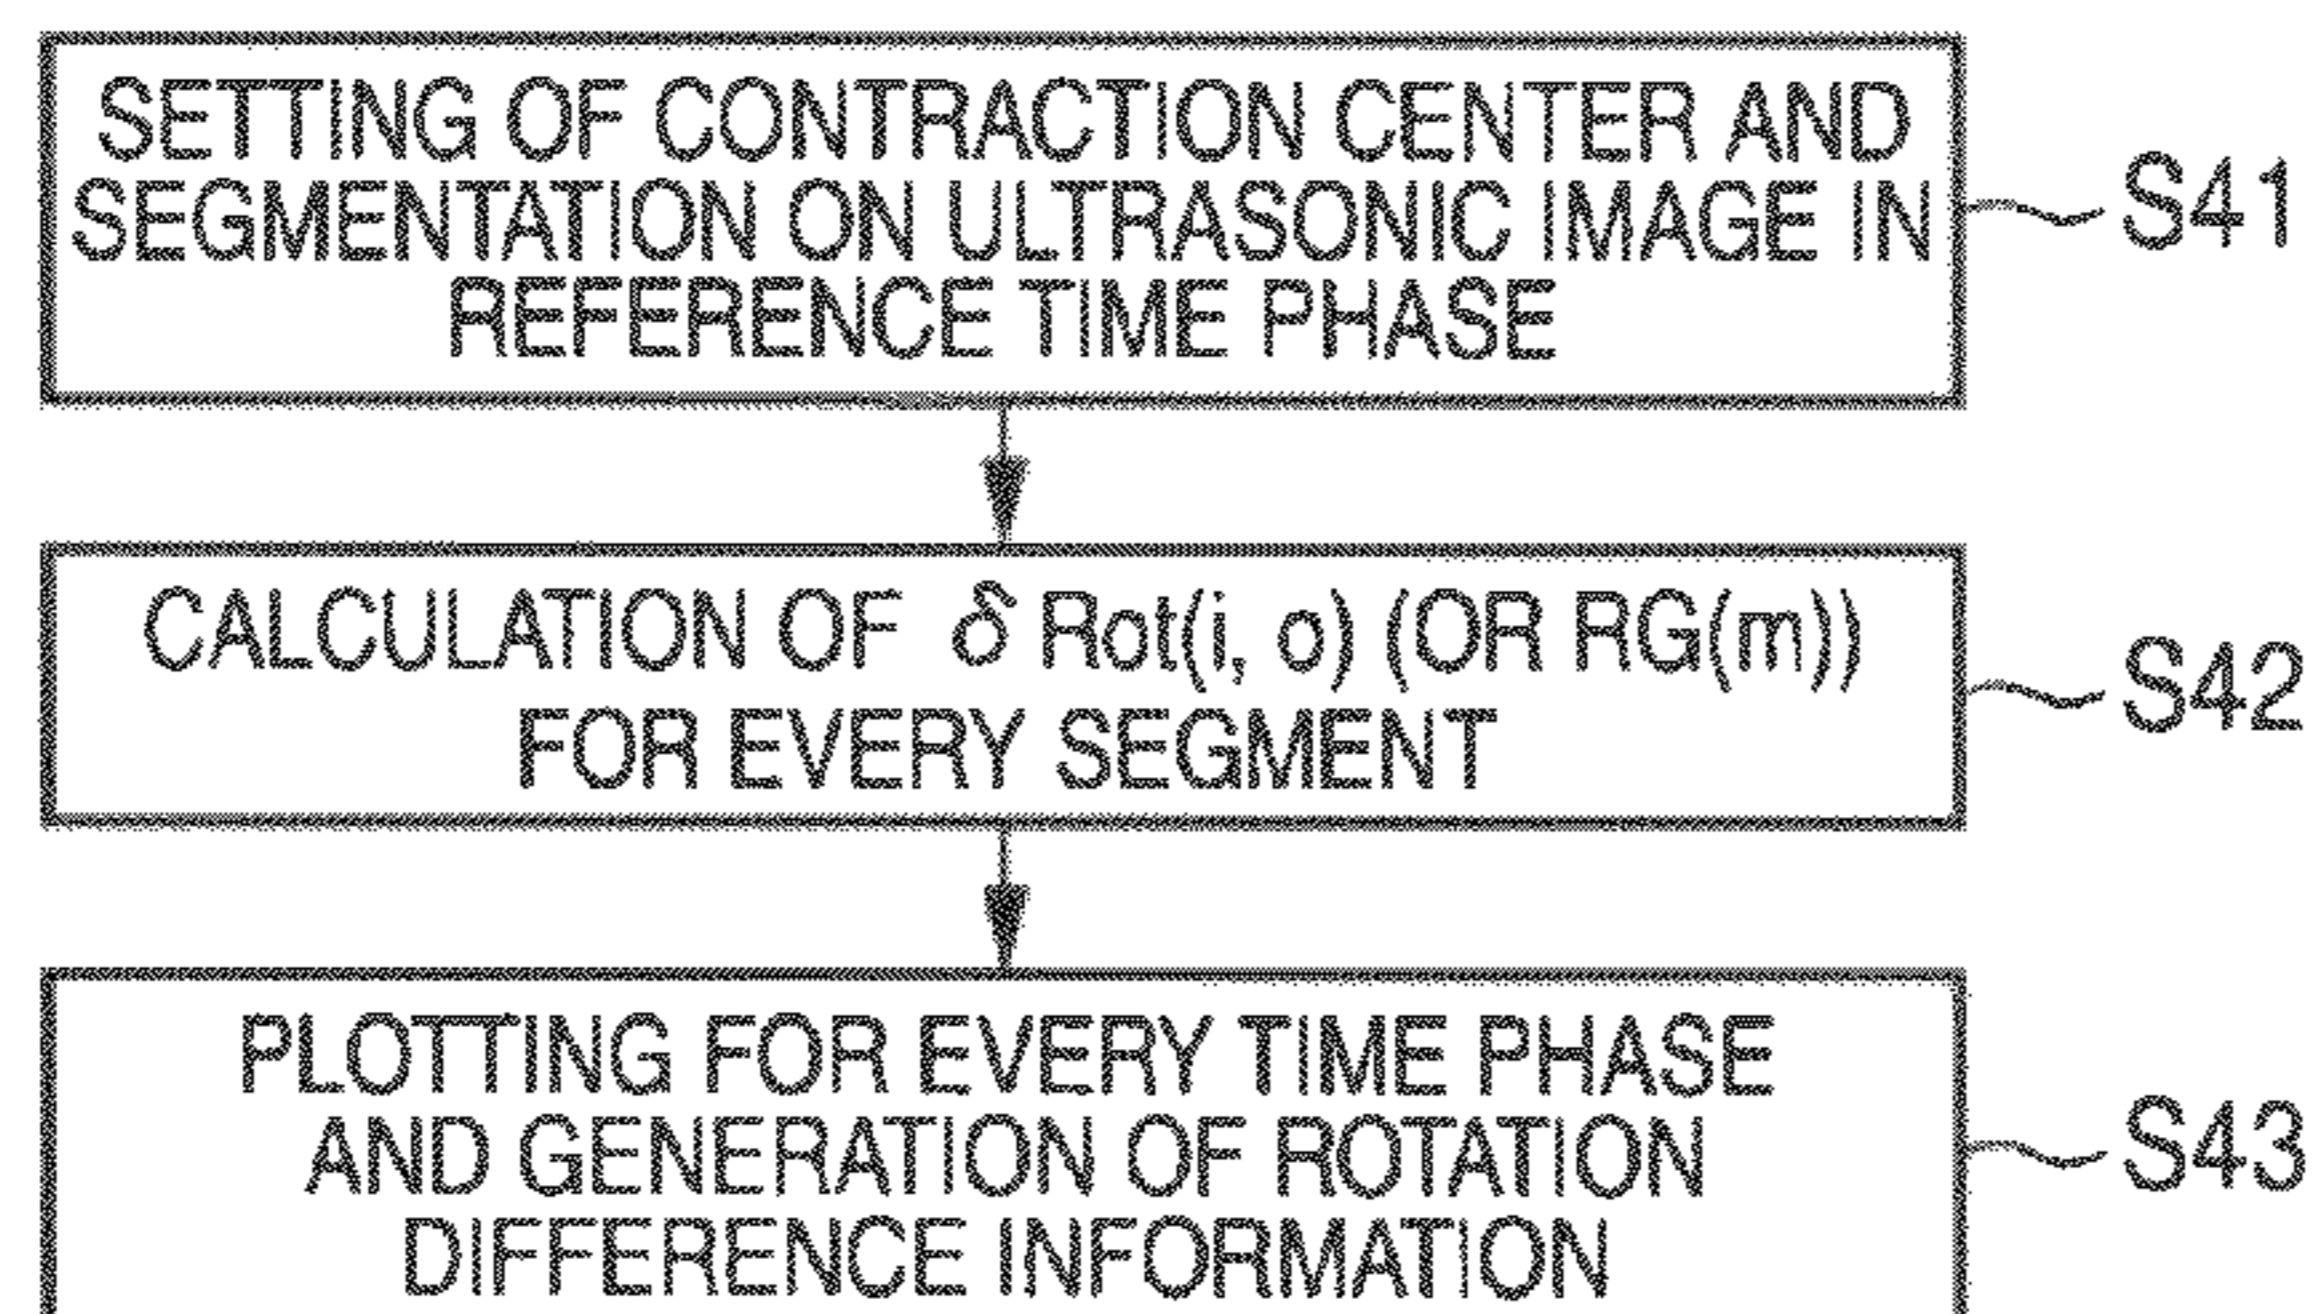 SETTING OF CONTRACTION CENTER AND
SEGMENTATION ON ULTRASONIC IMAGE IN
REFERENCE TIME PHASE
S41
CALCULATION OF δ Rot(i, o) (OR RG(m))
FOR EVERY SEGMENT
S42
PLOTTING FOR EVERY TIME PHASE
AND GENERATION OF ROTATION
DIFFERENCE INFORMATION
S43